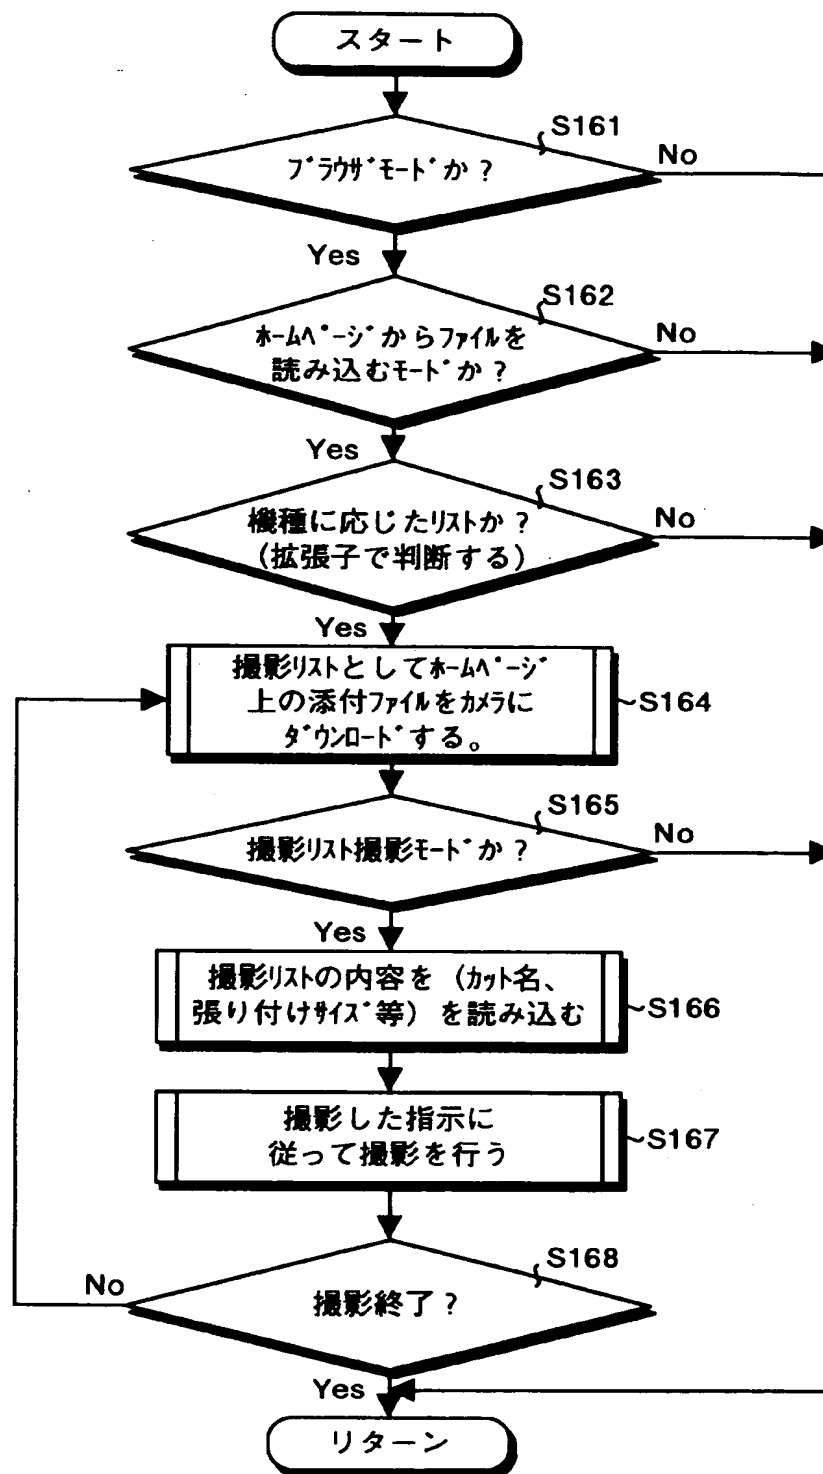 スタート
S161
ブラウザモードか？
No
Yes
S162
ホームページからファイルを
読み込むモードか？
No
Yes
S163
機種に応じたリストか？
(拡張子で判断する)
No
Yes
撮影リストとしてホームページ
上の添付ファイルをカメラに
ダウンロードする。
S164
S165
撮影リスト撮影モードか？
No
Yes
撮影リストの内容を（カット名、
張り付けサイズ等）を読み込む
S166
撮影した指示に
従って撮影を行う
S167
S168
撮影終了？
No
Yes
リターン